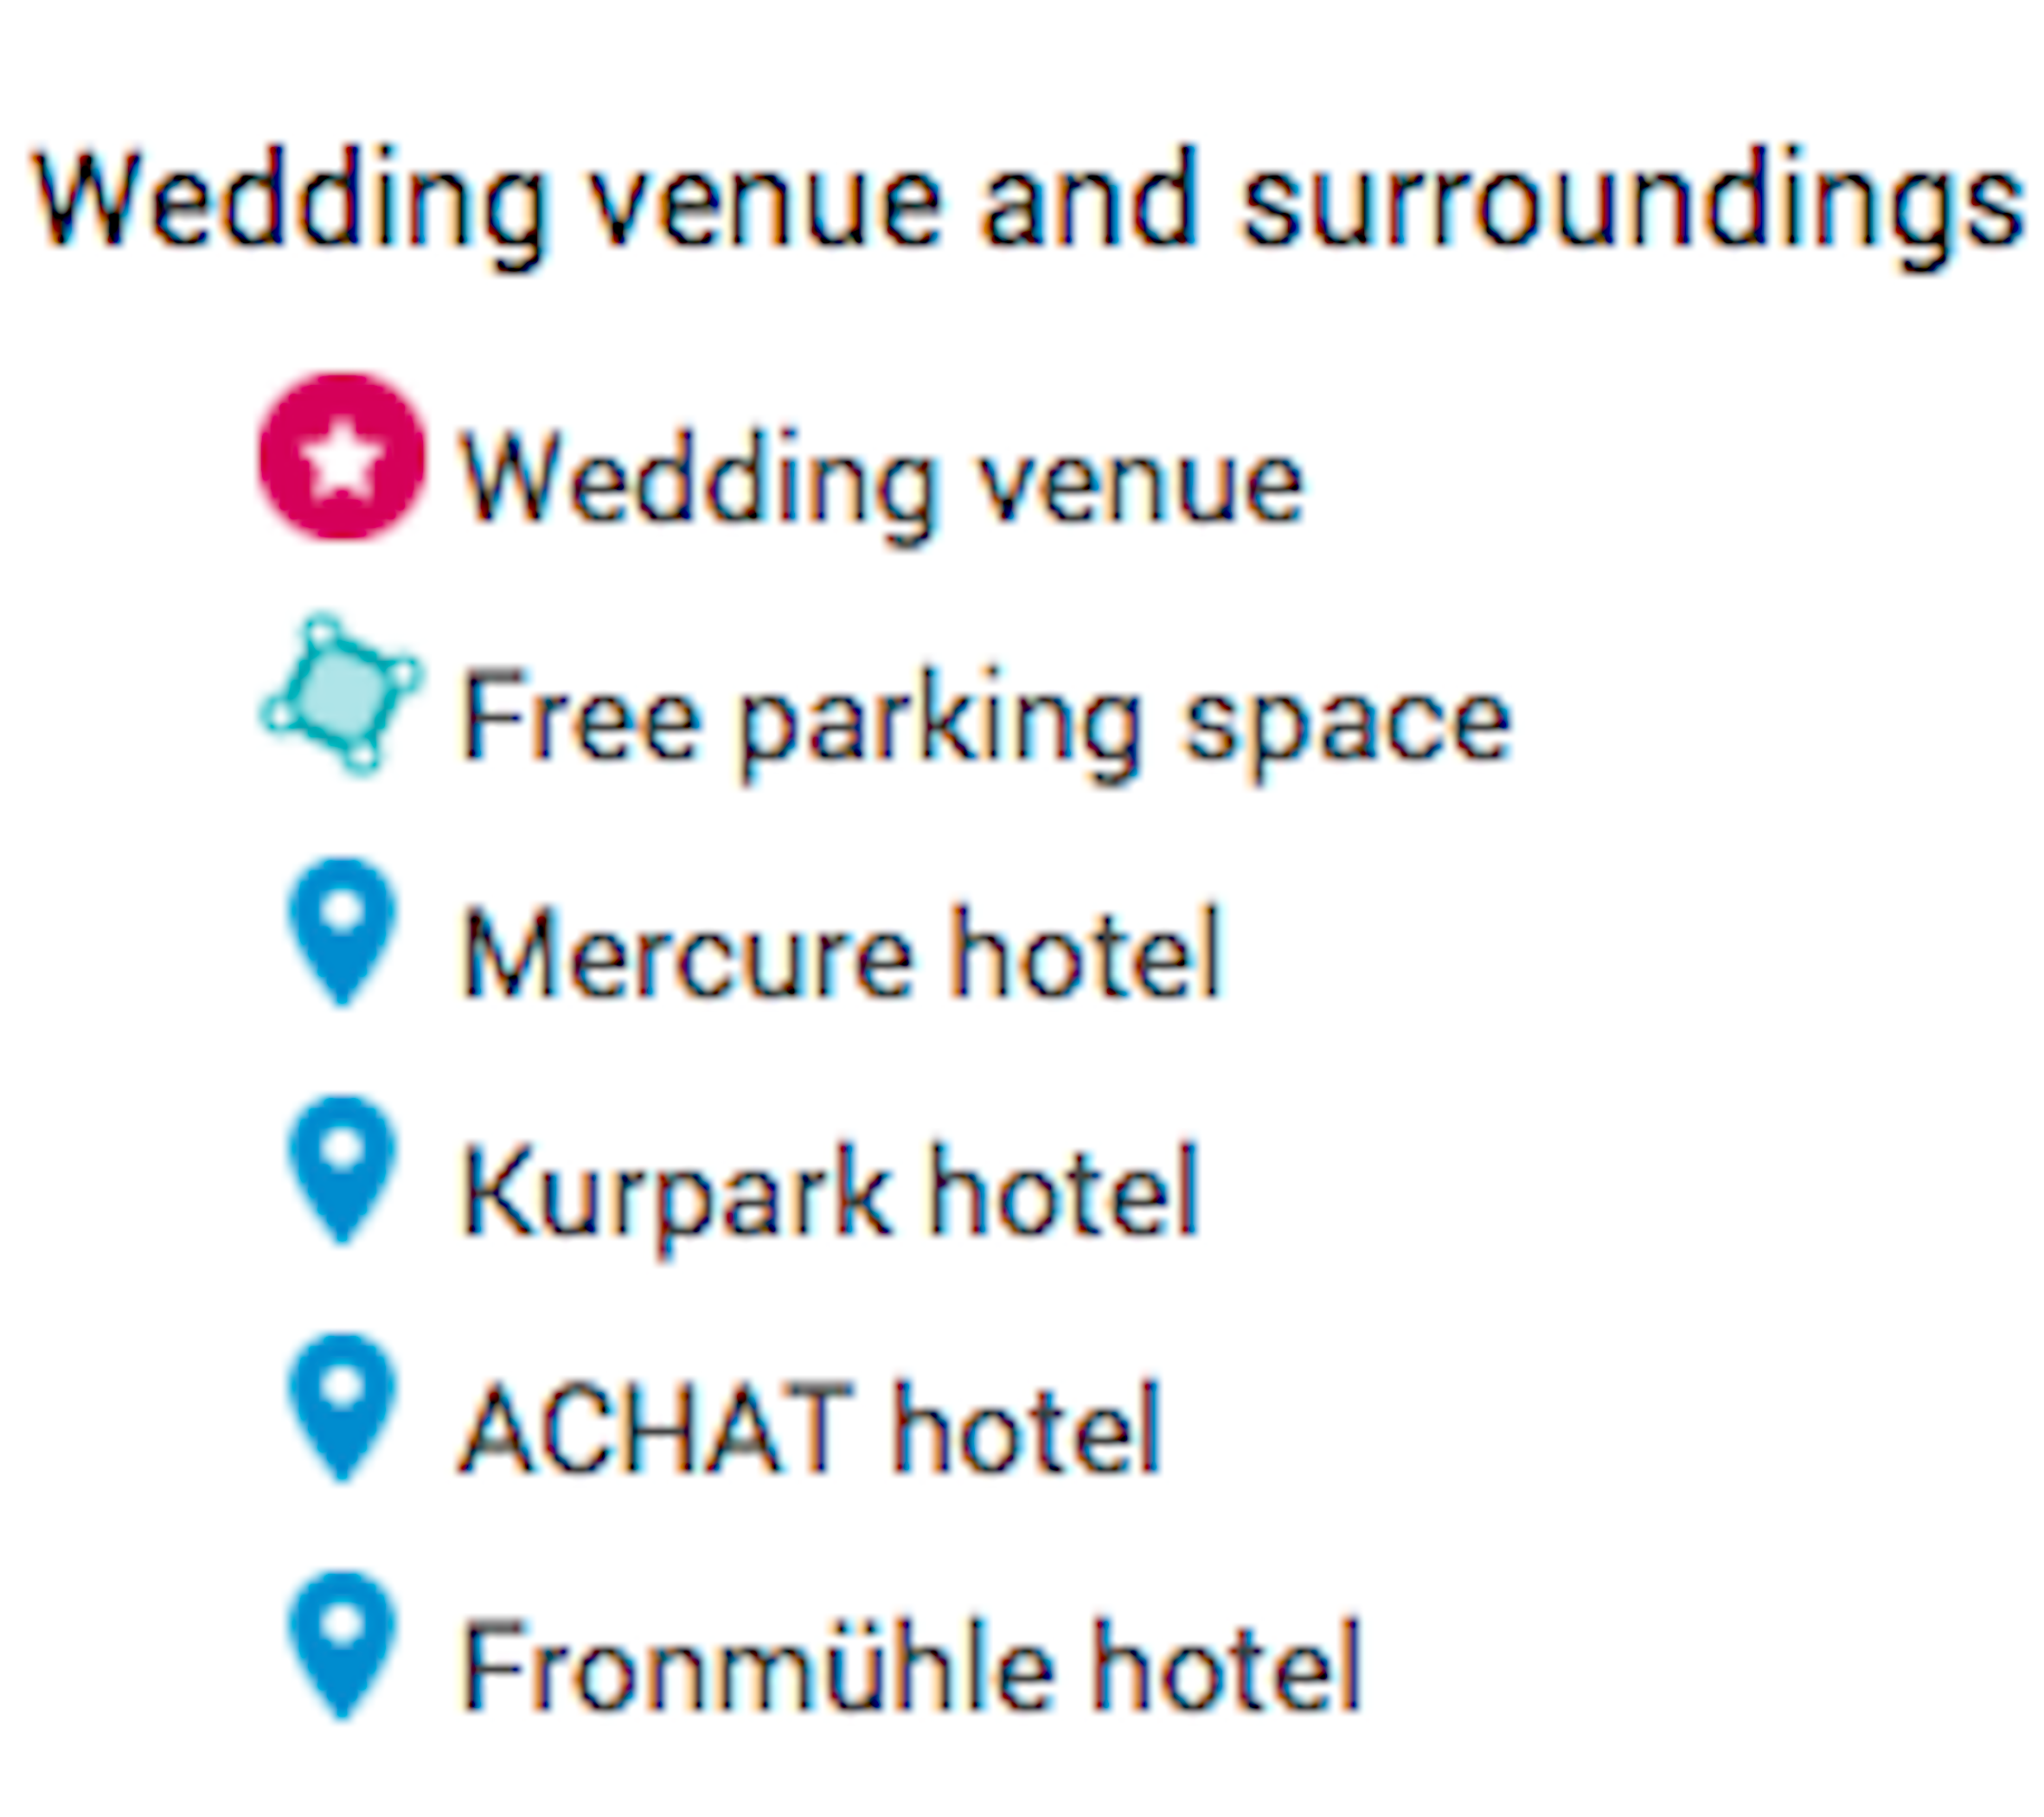 Wedding venue and surroundings
Wedding venue
Free parking space
Mercure hotel
Kurpark hotel
ACHAT hotel
Fronmühle hotel